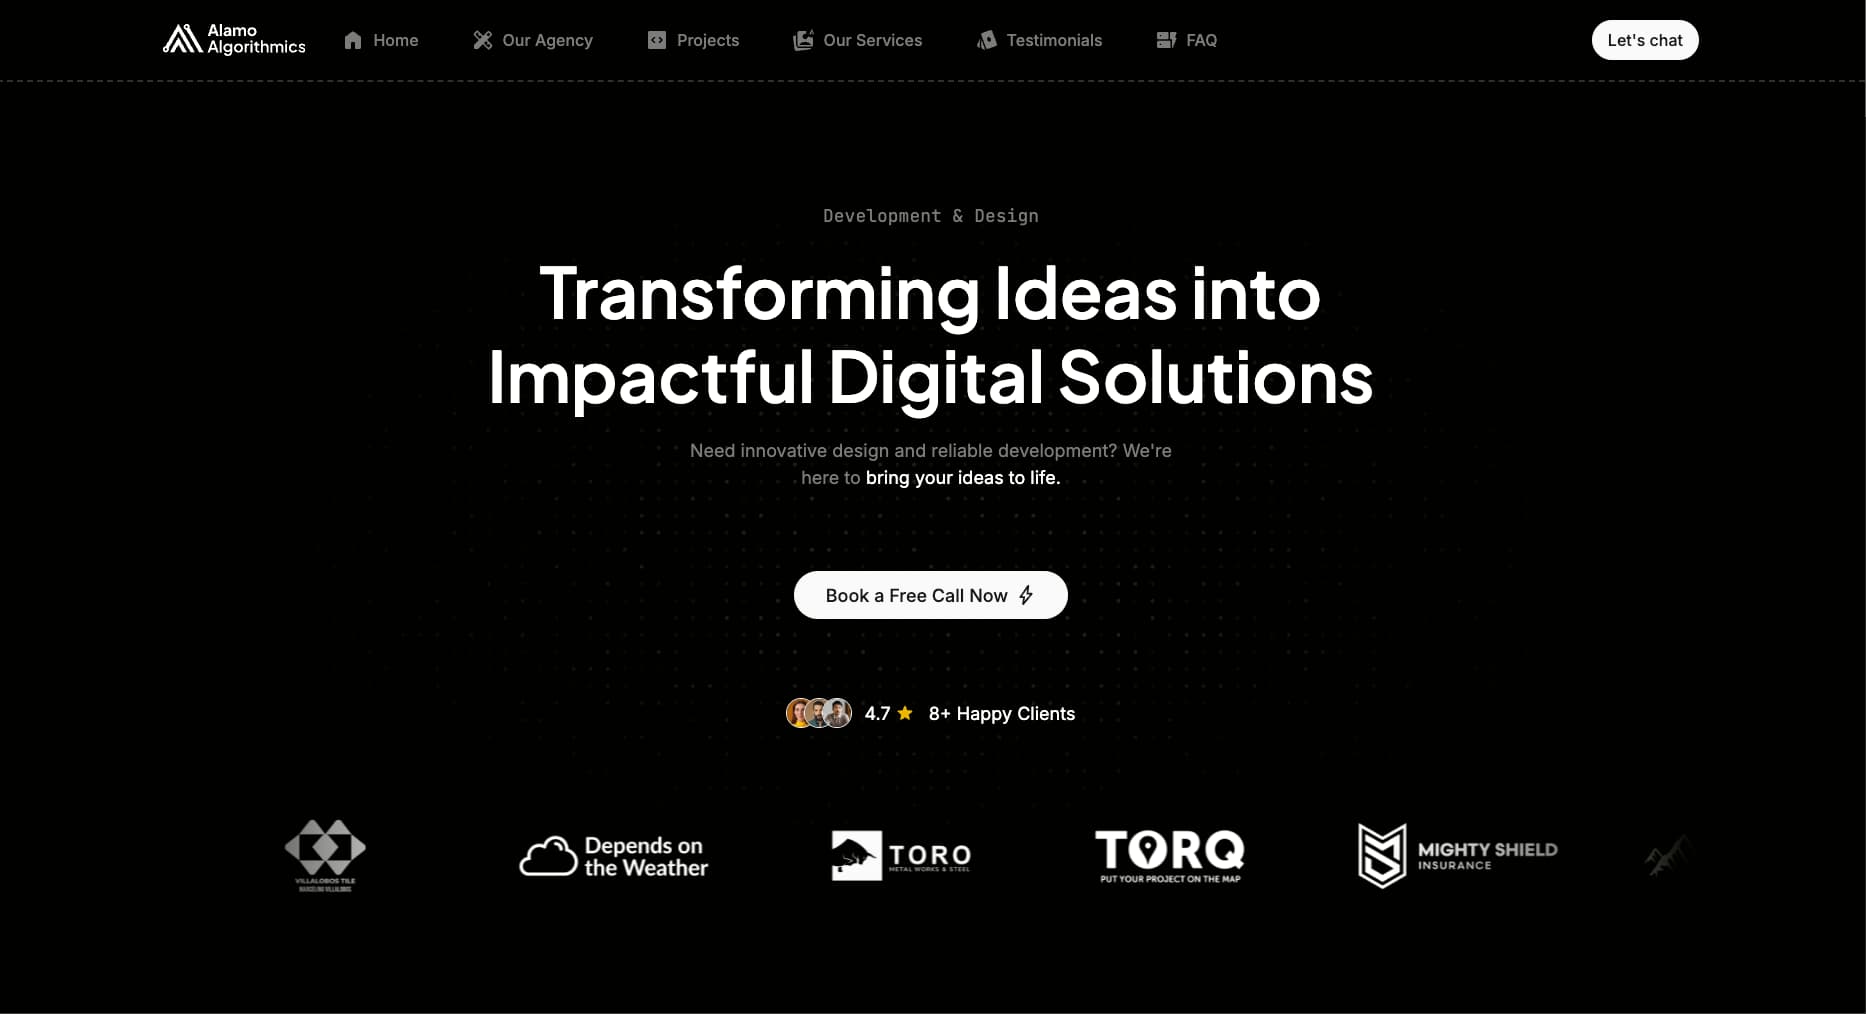 Alamo
Algorithmics
Home
Our Agency
Projects
Our Services
Testimonials
FAQ
Let's chat
Development & Design
Transforming Ideas into
Impactful Digital Solutions
Need innovative design and reliable development? We're
here to bring your ideas to life.
Book a Free Call Now
4.7
8+ Happy Clients
VILLALOBOS TILE
MARCELINO VILLALOBOS
Depends on
the Weather
TORO
METAL WORKS & STEEL
TORQ
PUT YOUR PROJECT ON THE MAP
MIGHTY SHIELD
INSURANCE